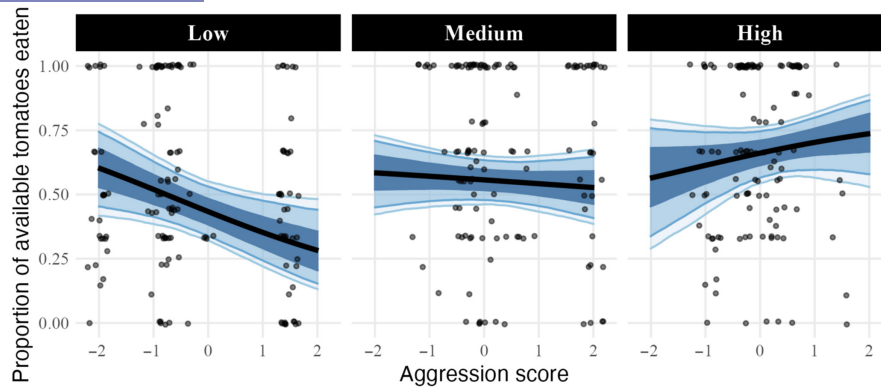 Low Medium High
Proportion of available tomatoes eaten
1.00
0.75
0.50
0.25
0.00
−2 −1 0 1 2 −2 −1 0 1 2 −2 −1 0 1 2
Aggression score